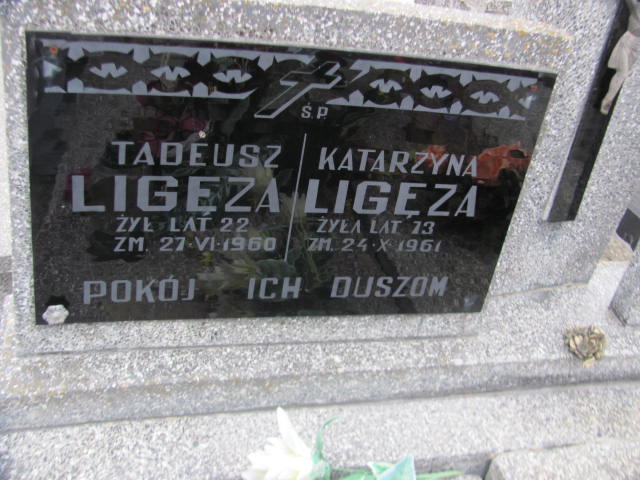 Ś.P.
TADEUSZ
LIGĘZA
ŻYŁ LAT 22
ZM. 27·VI·1960
KATARZYNA
LIGĘZA
ŻYŁA LAT 73
ZM. 24·X·1961
POKÓJ ICH DUSZOM